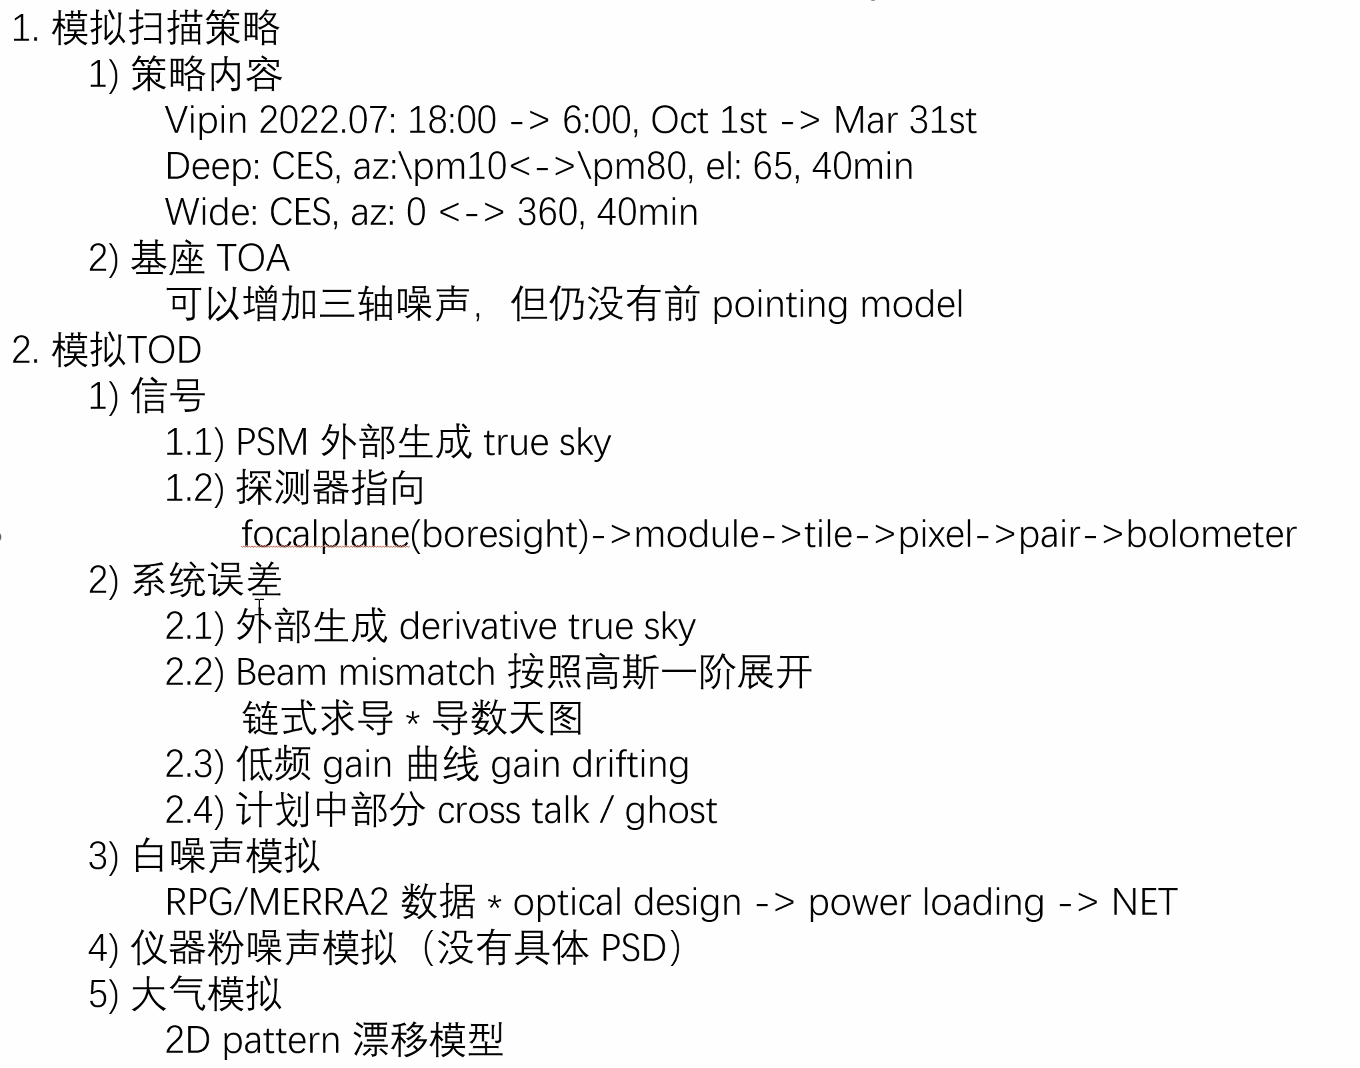 1. 模拟扫描策略
1) 策略内容
Vipin 2022.07: 18:00 -> 6:00, Oct 1st -> Mar 31st
Deep: CES, az:\pm10<->\pm80, el: 65, 40min
Wide: CES, az: 0 <-> 360, 40min
2) 基座 TOA
可以增加三轴噪声，但仍没有前 pointing model
2. 模拟TOD
1) 信号
1.1) PSM 外部生成 true sky
1.2) 探测器指向
focalplane(boresight)->module->tile->pixel->pair->bolometer
2) 系统误差
2.1) 外部生成 derivative true sky
2.2) Beam mismatch 按照高斯一阶展开
链式求导 * 导数天图
2.3) 低频 gain 曲线 gain drifting
2.4) 计划中部分 cross talk / ghost
3) 白噪声模拟
RPG/MERRA2 数据 * optical design -> power loading -> NET
4) 仪器粉噪声模拟（没有具体 PSD）
5) 大气模拟
2D pattern 漂移模型